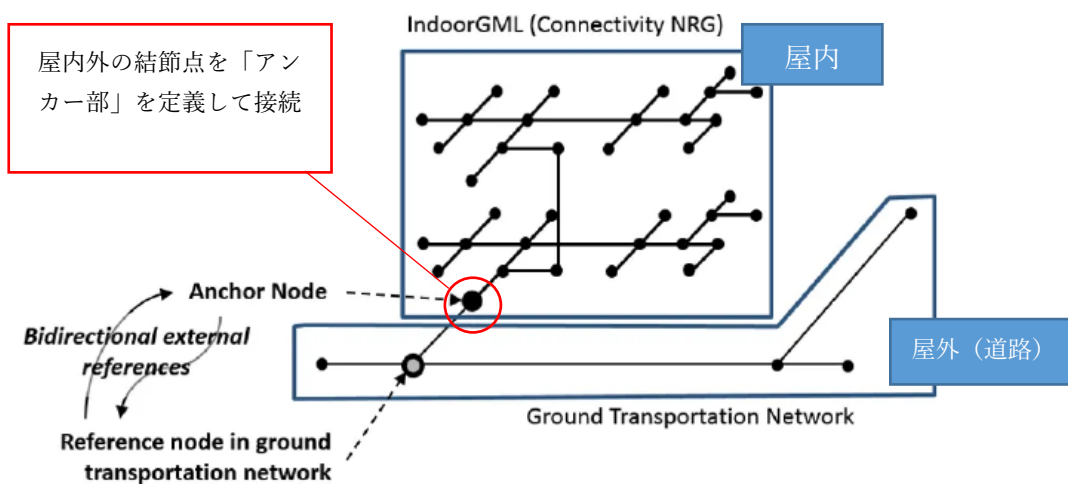 IndoorGML (Connectivity NRG)
屋内外の結節点を「アン
カー部」を定義して接続
屋内
Anchor Node
Bidirectional external
references
屋外（道路）
Ground Transportation Network
Reference node in ground
transportation network